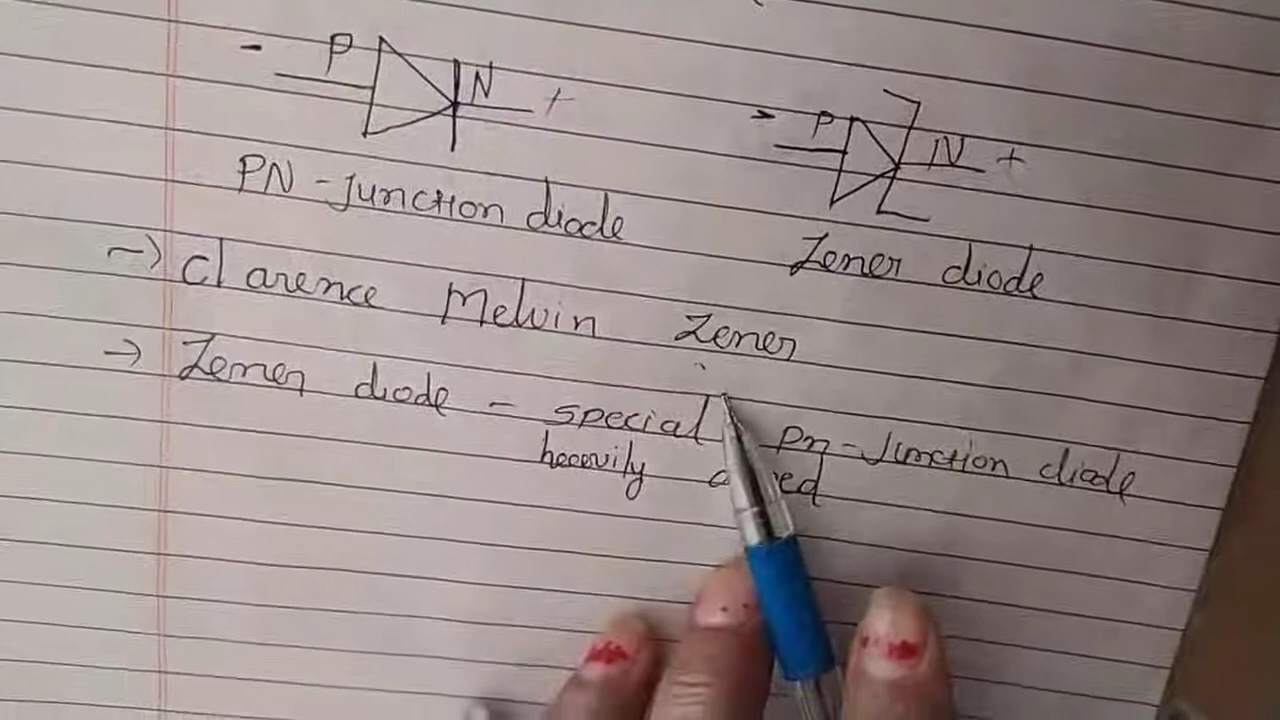 - P N +
- P N +
PN-Junction diode
Zener diode
→ Clarence Melvin Zener
→ Zener diode - special pn-Junction diode
heavily